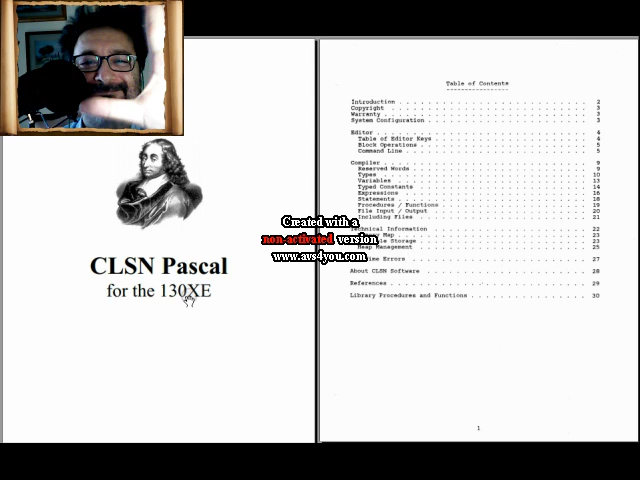 CLSN Pascal
for the 130XE
Table of Contents
Introduction . . . 2
Copyright . . . 3
Warranty . . . 3
System Configuration . . . 3
Editor . . . 4
Table of Editor Keys . . . 4
Block Operations . . . 5
Command Line . . . 5
Compiler . . . 9
Reserved Words . . . 9
Types . . . 10
Variables . . . 13
Typed Constants . . . 14
Expressions . . . 16
Statements . . . 18
Procedures / Functions . . . 19
File Input / Output . . . 20
Including Files . . . 21
Technical Information . . . 22
Map . . . 23
Storage . . . 23
Heap Management . . . 25
Errors . . . 27
About CLSN Software . . . 28
References . . . 29
Library Procedures and Functions . . . 30
1
Created with a
non-activated version
www.avs4you.com